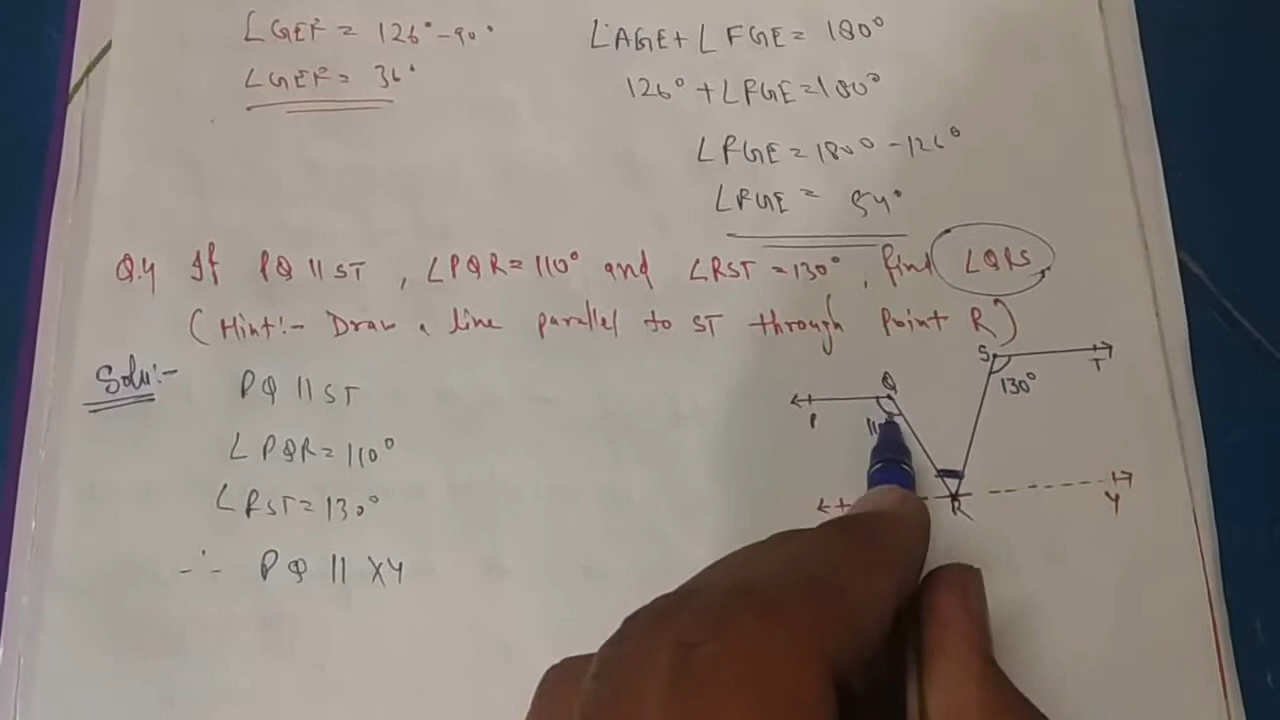 ∠GEF = 126° - 90°
∠GEF = 36°
∠AGE + ∠FGE = 180°
126° + ∠FGE = 180°
∠FGE = 180° - 126°
∠FGE = 54°
Q.4 If PQ || ST, ∠PQR = 110° and ∠RST = 130°, find ∠QRS
(Hint:- Draw a line parallel to ST through Point R)
Solu:-
PQ || ST
∠PQR = 110°
∠RST = 130°
∴ PQ || XY
S
T
130°
Q
P
R
Y